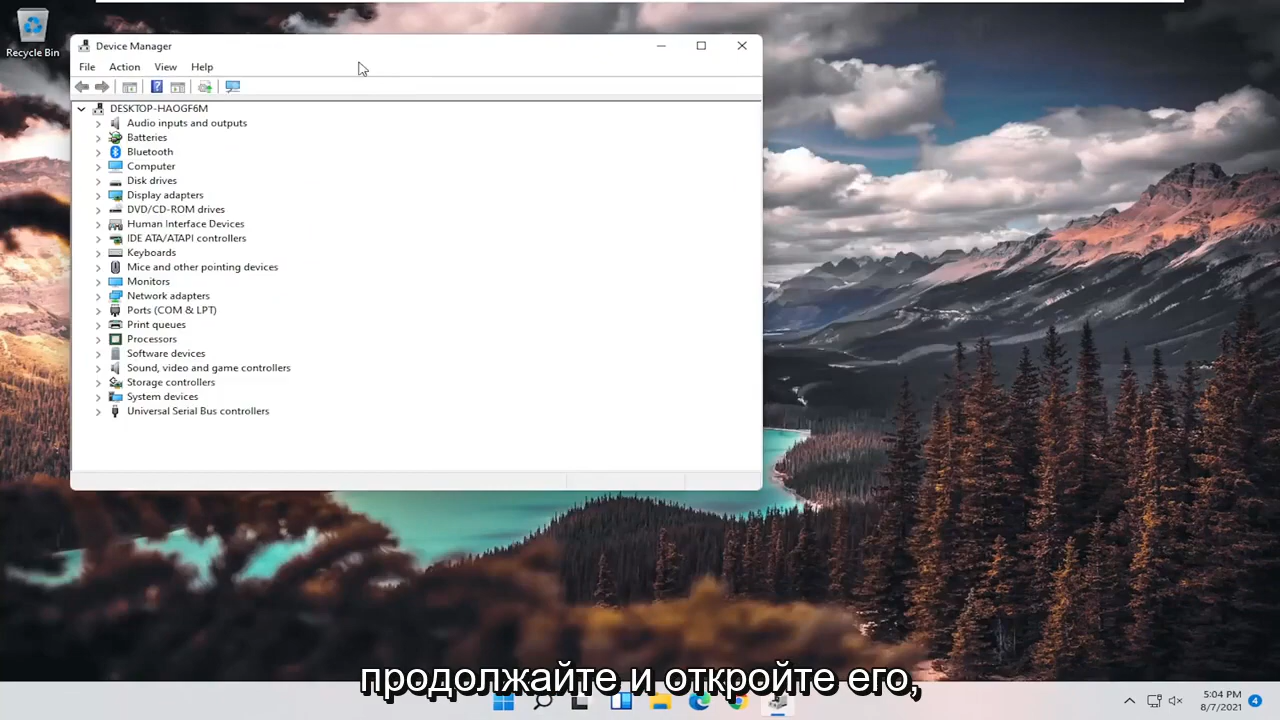 Recycle Bin
Device Manager
File Action View Help
DESKTOP-HAOGF6M
Audio inputs and outputs
Batteries
Bluetooth
Computer
Disk drives
Display adapters
DVD/CD-ROM drives
Human Interface Devices
IDE ATA/ATAPI controllers
Keyboards
Mice and other pointing devices
Monitors
Network adapters
Ports (COM & LPT)
Print queues
Processors
Software devices
Sound, video and game controllers
Storage controllers
System devices
Universal Serial Bus controllers
продолжайте и откройте его,
5:04 PM
8/7/2021
4